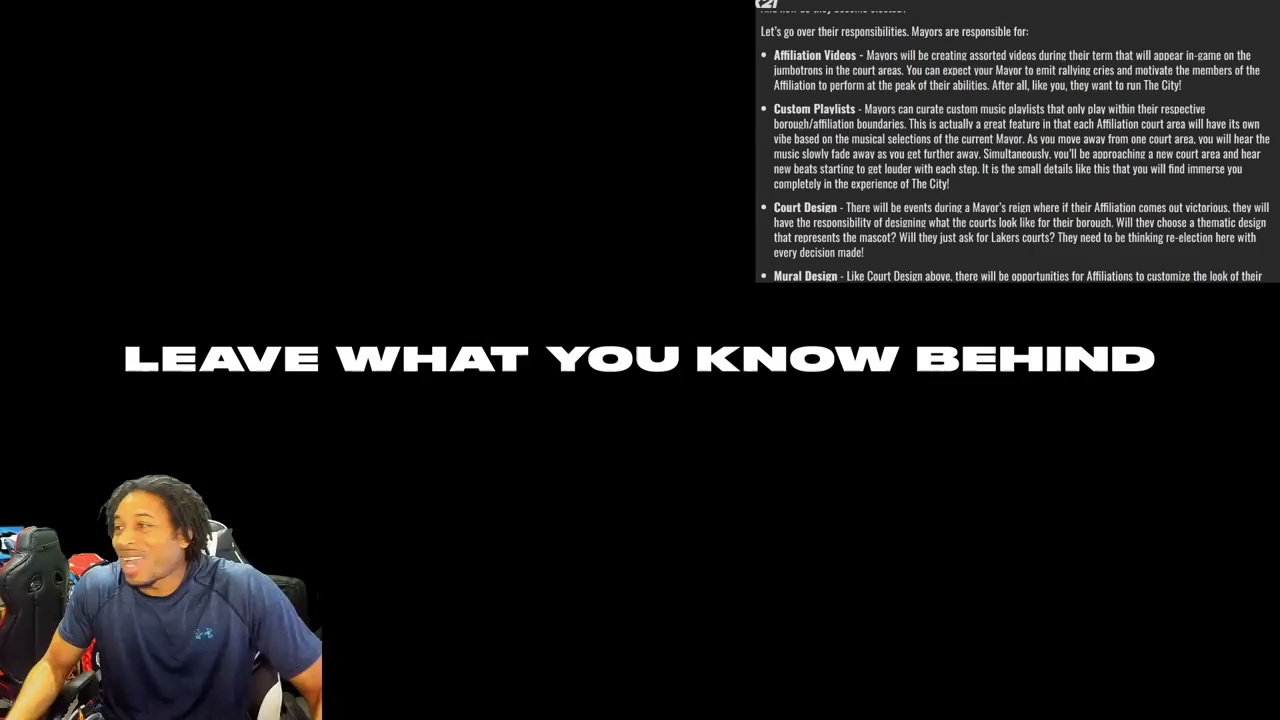 Let's go over their responsibilities. Mayors are responsible for:
• Affiliation Videos - Mayors will be creating assorted videos during their term that will appear in-game on the
jumbotrons in the court areas. You can expect your Mayor to emit rallying cries and motivate the members of the
Affiliation to perform at the peak of their abilities. After all, like you, they want to run The City!
• Custom Playlists - Mayors can curate custom music playlists that only play within their respective
borough/affiliation boundaries. This is actually a great feature in that each Affiliation court area will have its own
vibe based on the musical selections of the current Mayor. As you move away from one court area, you will hear the
music slowly fade away as you get further away. Simultaneously, you'll be approaching a new court area and hear
new beats starting to get louder with each step. It is the small details like this that you will find immerse you
completely in the experience of The City!
• Court Design - There will be events during a Mayor's reign where if their Affiliation comes out victorious, they will
have the responsibility of designing what the courts look like for their borough. Will they choose a thematic design
that represents the mascot? Will they just ask for Lakers courts? They need to be thinking re-election here with
every decision made!
• Mural Design - Like Court Design above, there will be opportunities for Affiliations to customize the look of their
LEAVE WHAT YOU KNOW BEHIND